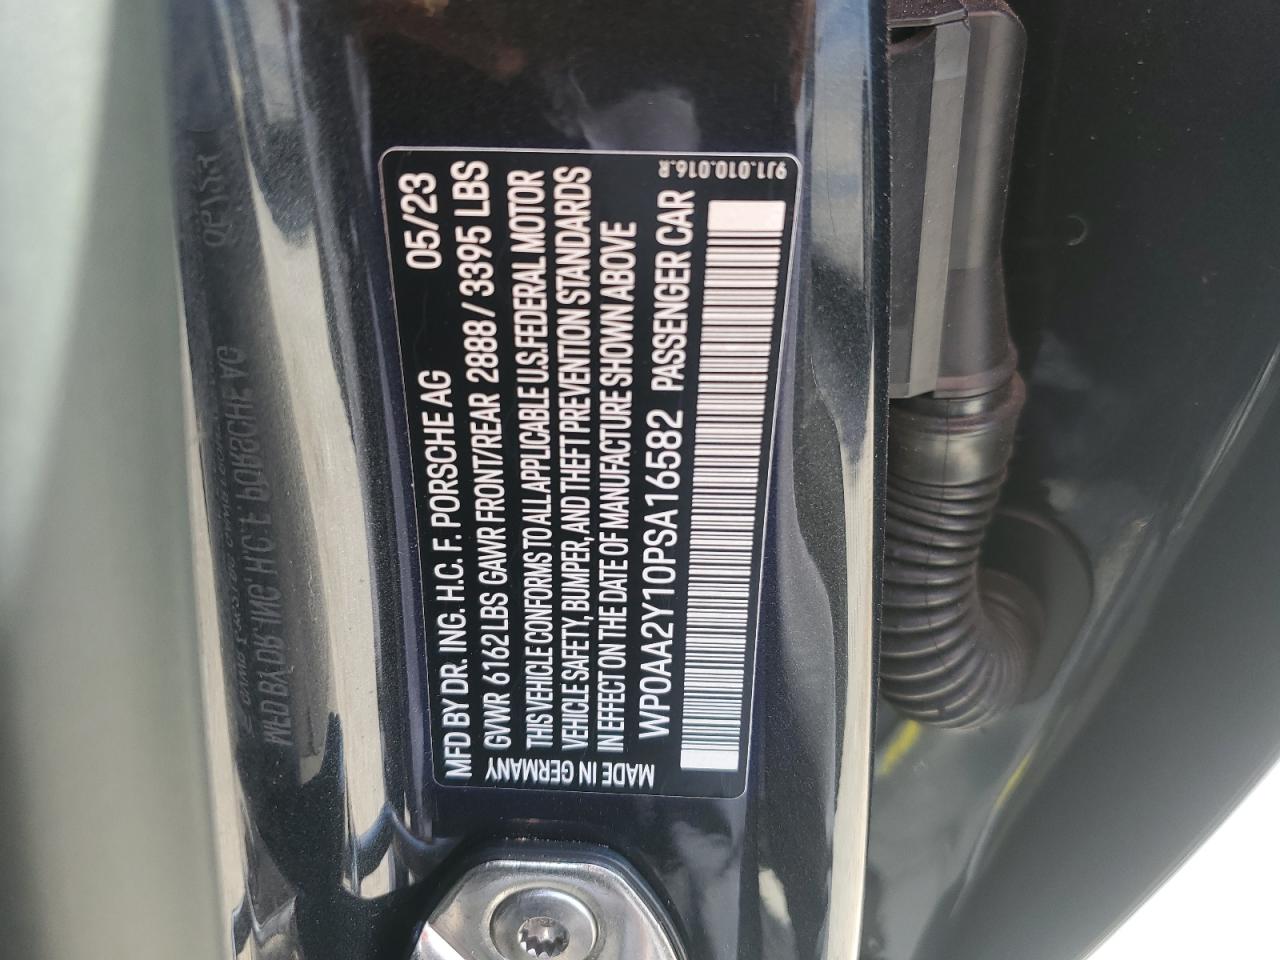 MFD BY DR. ING. H.C. F. PORSCHE AG 05/23
GVWR 6162 LBS GAWR FRONT/REAR 2888 / 3395 LBS
THIS VEHICLE CONFORMS TO ALL APPLICABLE U.S. FEDERAL MOTOR
VEHICLE SAFETY, BUMPER, AND THEFT PREVENTION STANDARDS
IN EFFECT ON THE DATE OF MANUFACTURE SHOWN ABOVE
WP0AA2Y10PSA16582 PASSENGER CAR
MADE IN GERMANY
9J1.010.016.R